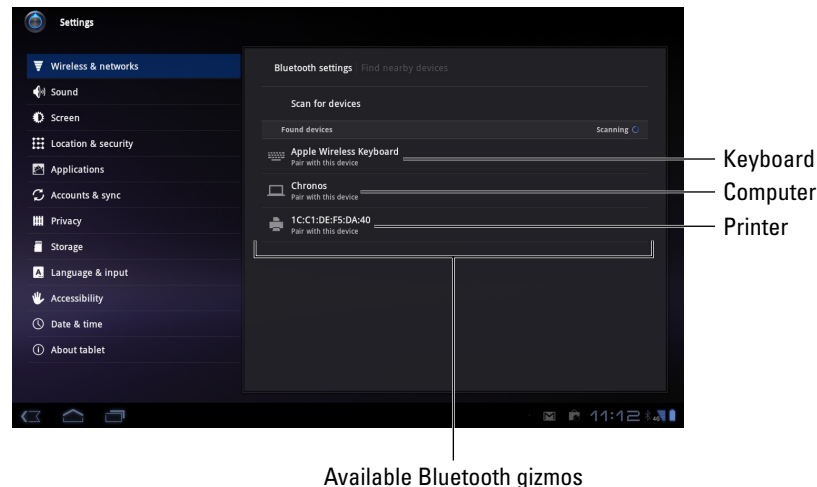 Settings
Wireless & networks
Sound
Screen
Location & security
Applications
Accounts & sync
Privacy
Storage
Language & input
Accessibility
Date & time
About tablet
Bluetooth settings Find nearby devices
Scan for devices
Found devices Scanning
Apple Wireless Keyboard
Pair with this device
Chronos
Pair with this device
1C:C1:DE:F5:DA:40
Pair with this device
Keyboard
Computer
Printer
A
11:12
4G
Available Bluetooth gizmos